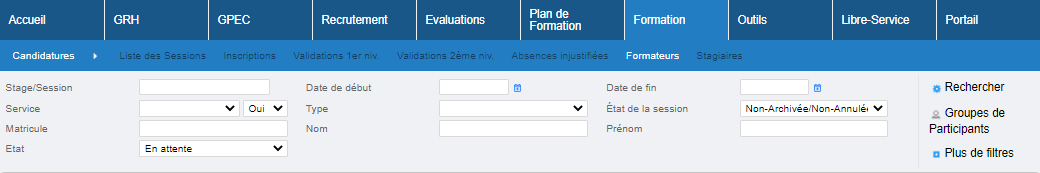 Accueil GRH GPEC Recrutement Evaluations Plan de Formation Formation Outils Libre-Service Portail
Candidatures Liste des Sessions Inscriptions Validations 1er niv. Validations 2ème niv. Absences injustifiées Formateurs Stagiaires
Stage/Session Date de début Date de fin Rechercher
Service Oui Type État de la session Non-Archivée/Non-Annulée Groupes de Participants
Matricule Nom Prénom
Etat En attente Plus de filtres